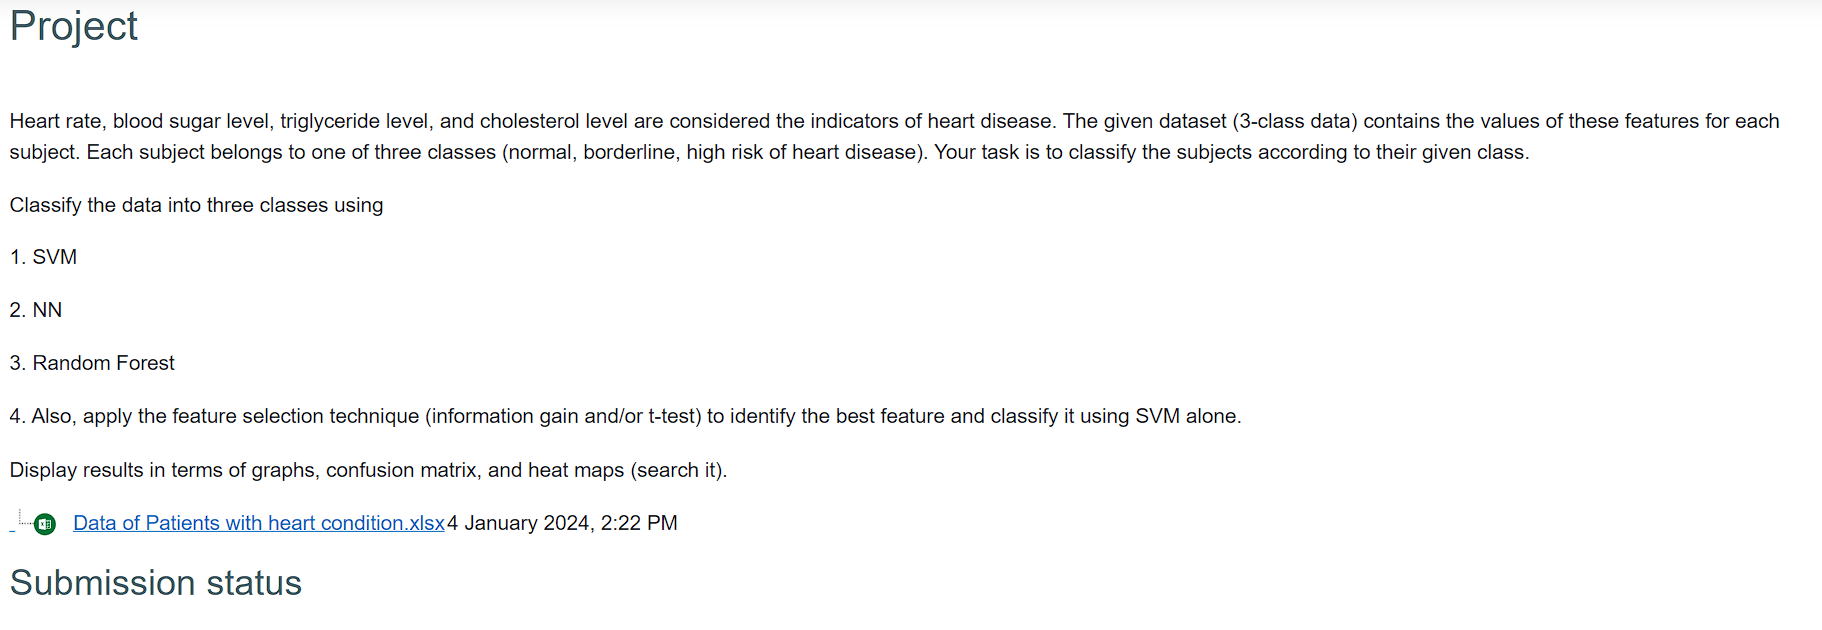 Project
Heart rate, blood sugar level, triglyceride level, and cholesterol level are considered the indicators of heart disease. The given dataset (3-class data) contains the values of these features for each
subject. Each subject belongs to one of three classes (normal, borderline, high risk of heart disease). Your task is to classify the subjects according to their given class.
Classify the data into three classes using
1. SVM
2. NN
3. Random Forest
4. Also, apply the feature selection technique (information gain and/or t-test) to identify the best feature and classify it using SVM alone.
Display results in terms of graphs, confusion matrix, and heat maps (search it).
Data of Patients with heart condition.xlsx4 January 2024, 2:22 PM
Submission status